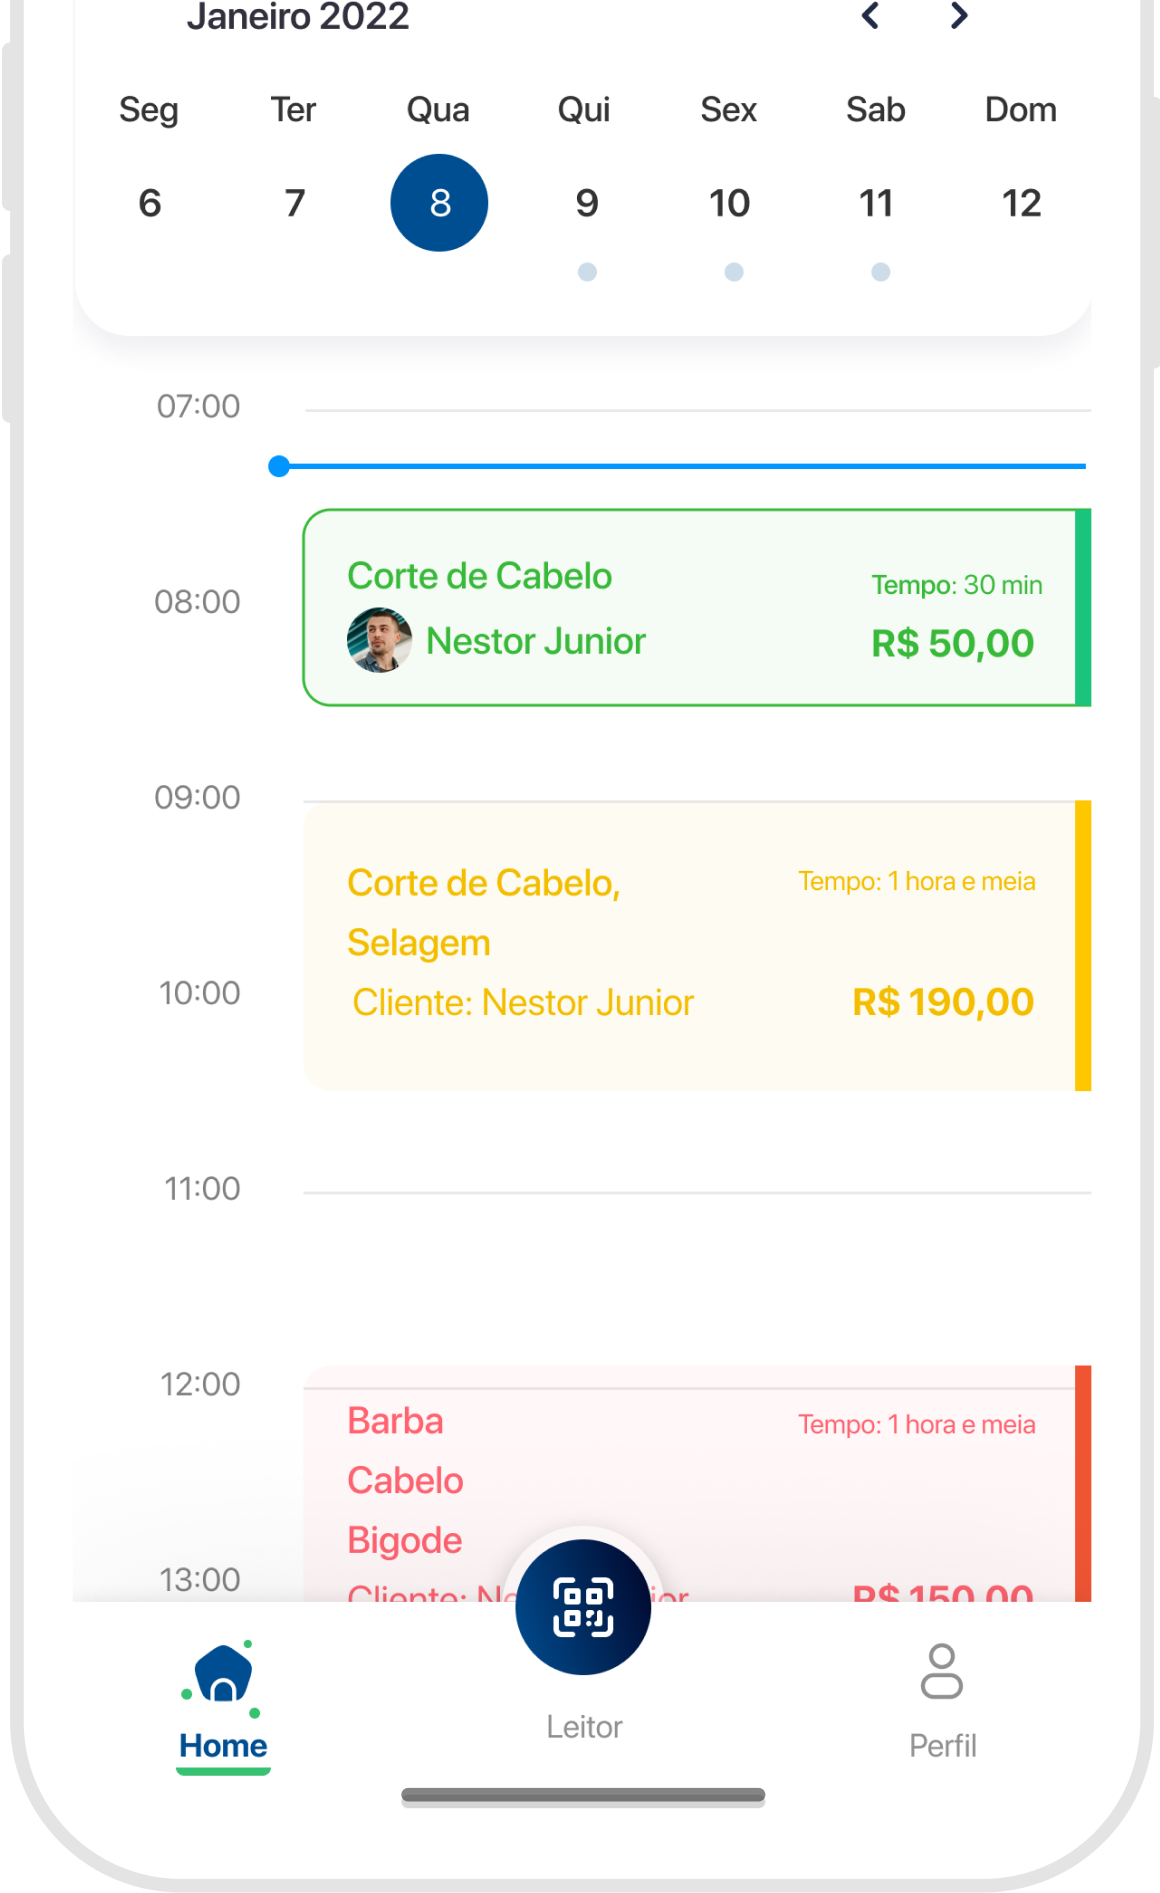 Janeiro 2022
Seg Ter Qua Qui Sex Sab Dom
6 7 8 9 10 11 12
07:00
Corte de Cabelo
Tempo: 30 min
08:00
Nestor Junior
R$ 50,00
09:00
Corte de Cabelo,
Tempo: 1 hora e meia
Selagem
10:00
Cliente: Nestor Junior
R$ 190,00
11:00
12:00
Barba
Tempo: 1 hora e meia
Cabelo
Bigode
13:00
Cliente:
R$ 150,00
Leitor
Home
Perfil